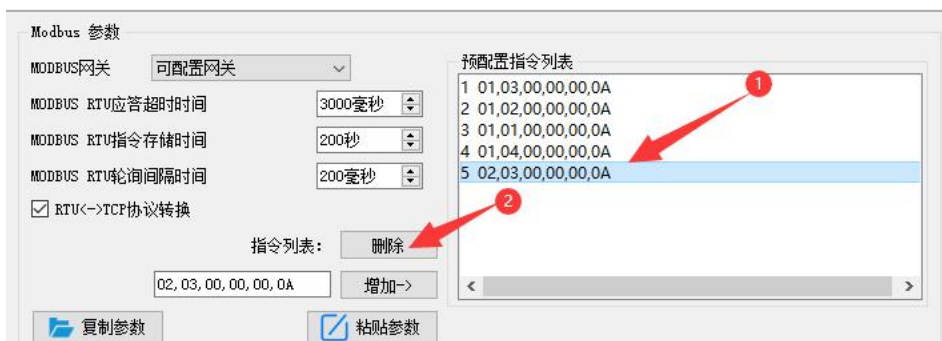 Modbus 参数
MODBUS网关 可配置网关
MODBUS RTU应答超时时间 3000毫秒
MODBUS RTU指令存储时间 200秒
MODBUS RTU轮询间隔时间 200毫秒
RTU<->TCP协议转换
指令列表： 删除
02,03,00,00,00,0A 增加->
复制参数 粘贴参数
预配置指令列表
1 01,03,00,00,00,0A
2 01,02,00,00,00,0A
3 01,01,00,00,00,0A
4 01,04,00,00,00,0A
5 02,03,00,00,00,0A
1
2